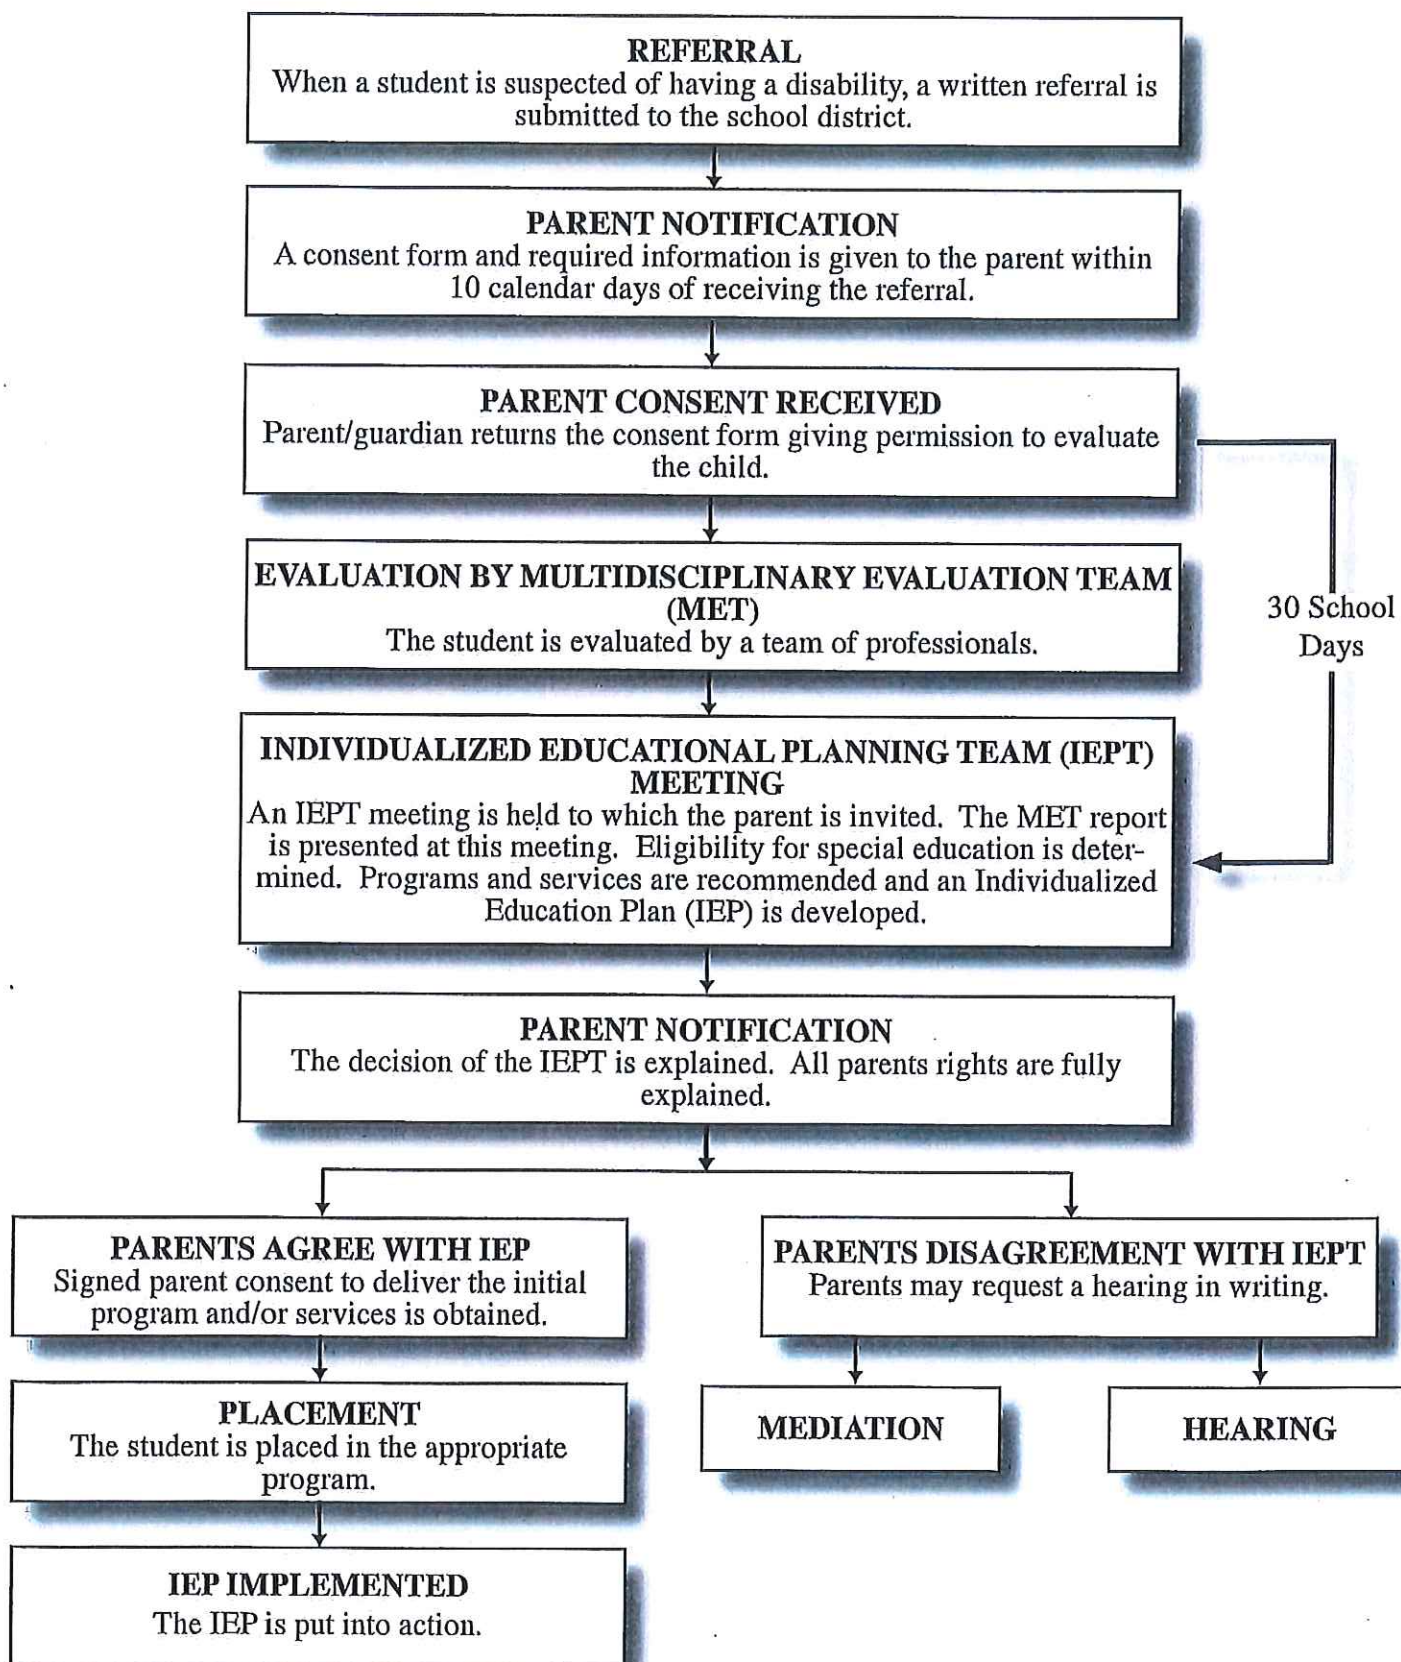 REFERRAL
When a student is suspected of having a disability, a written referral is
submitted to the school district.
PARENT NOTIFICATION
A consent form and required information is given to the parent within
10 calendar days of receiving the referral.
PARENT CONSENT RECEIVED
Parent/guardian returns the consent form giving permission to evaluate
the child.
EVALUATION BY MULTIDISCIPLINARY EVALUATION TEAM
(MET)
The student is evaluated by a team of professionals.
30 School
Days
INDIVIDUALIZED EDUCATIONAL PLANNING TEAM (IEPT)
MEETING
An IEPT meeting is held to which the parent is invited. The MET report
is presented at this meeting. Eligibility for special education is deter-
mined. Programs and services are recommended and an Individualized
Education Plan (IEP) is developed.
PARENT NOTIFICATION
The decision of the IEPT is explained. All parents rights are fully
explained.
PARENTS AGREE WITH IEP
Signed parent consent to deliver the initial
program and/or services is obtained.
PARENTS DISAGREEMENT WITH IEPT
Parents may request a hearing in writing.
PLACEMENT
The student is placed in the appropriate
program.
MEDIATION
HEARING
IEP IMPLEMENTED
The IEP is put into action.